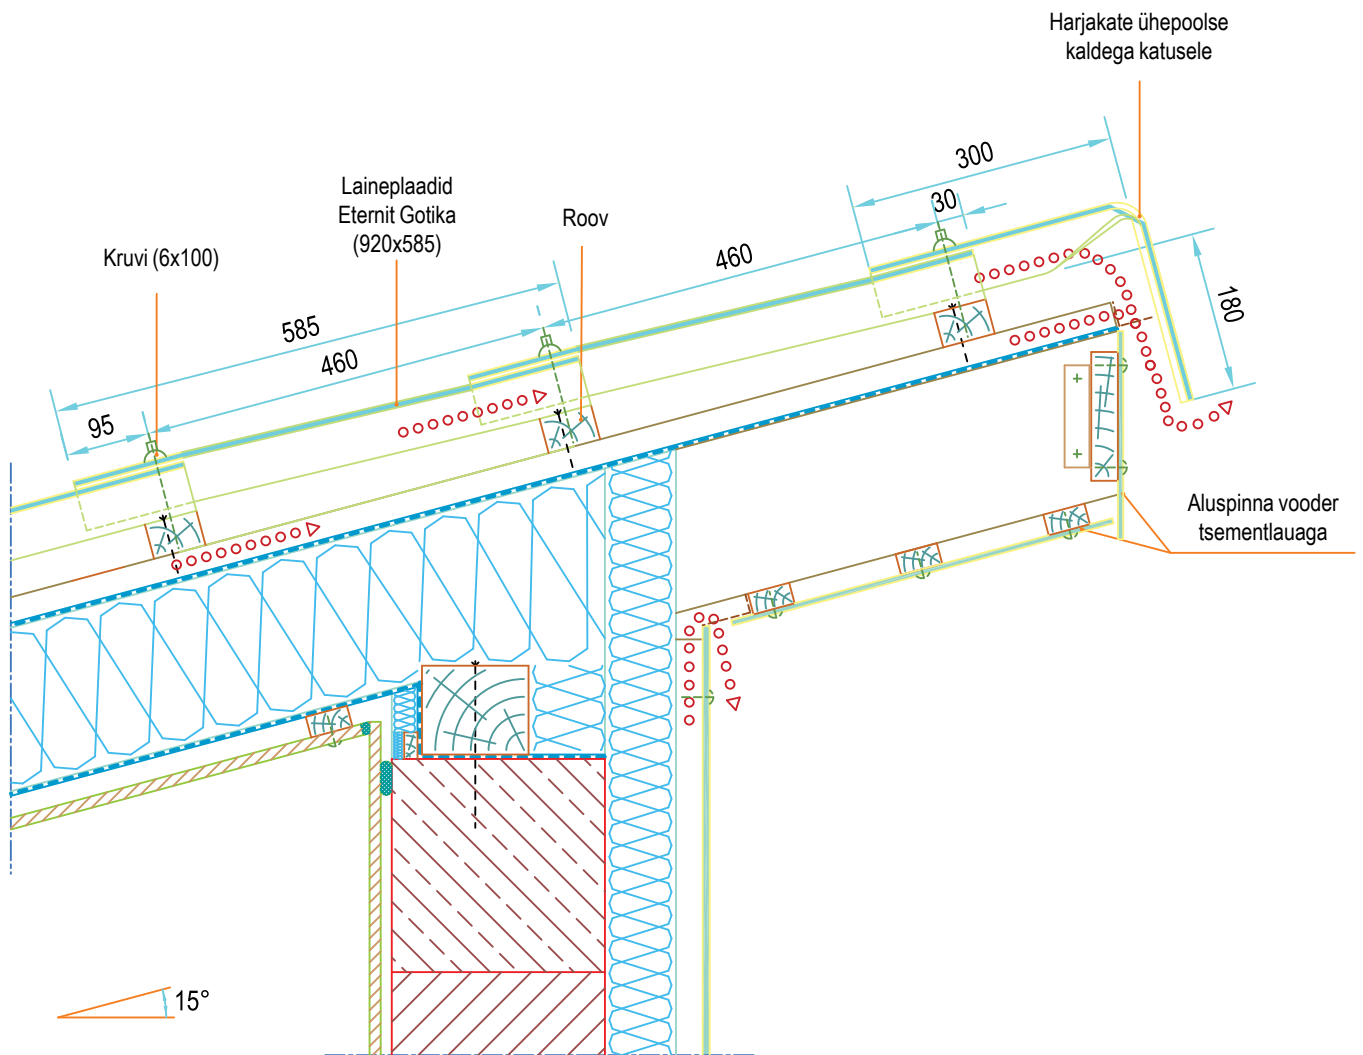 Harjakate ühepoolse
kaldega katusele
300
30
Laineplaadid
Eternit Gotika
(920x585)
Roov
Kruvi (6x100)
460
180
585
460
95
Aluspinna vooder
tsementlauaga
15°